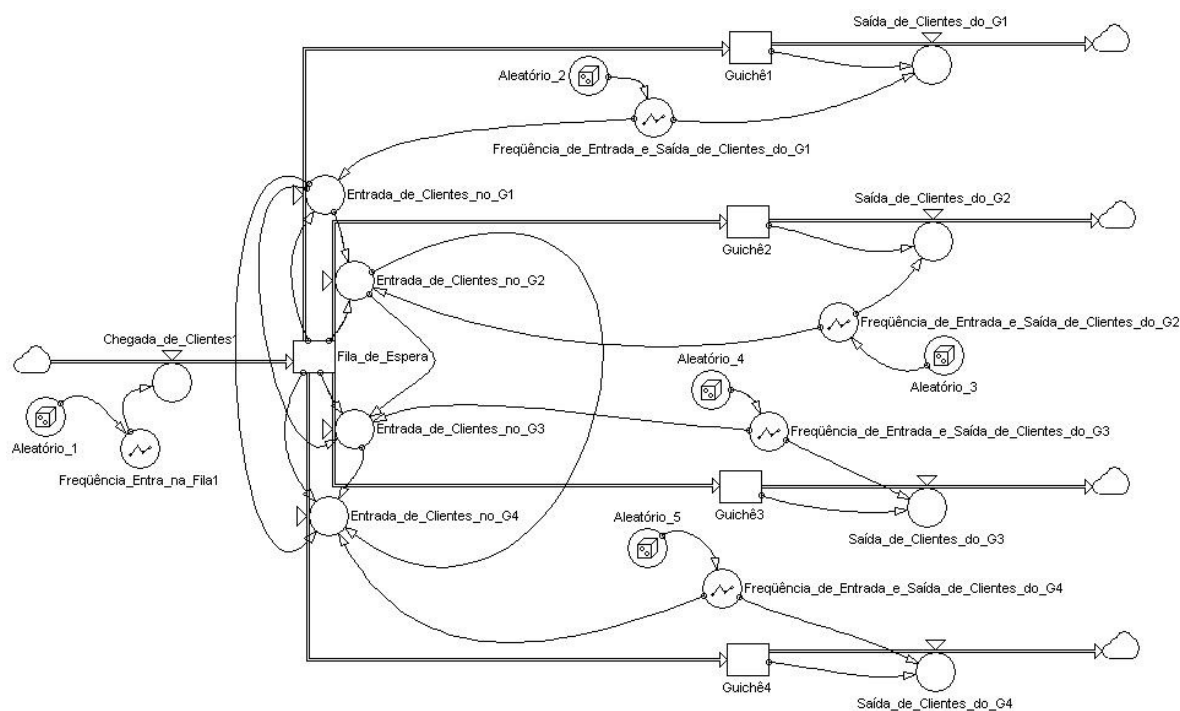 Saída_de_Clientes_do_G1
Guichê1
Aleatório_2
Freqüência_de_Entrada_e_Saída_de_Clientes_do_G1
Entrada_de_Clientes_no_G1
Saída_de_Clientes_do_G2
Guichê2
Entrada_de_Clientes_no_G2
Freqüência_de_Entrada_e_Saída_de_Clientes_do_G2
Chegada_de_Clientes1
Fila_de_Espera
Aleatório_4
Aleatório_3
Aleatório_1
Entrada_de_Clientes_no_G3
Freqüência_de_Entrada_e_Saída_de_Clientes_do_G3
Freqüência_Entra_na_Fila1
Entrada_de_Clientes_no_G4
Aleatório_5
Guichê3
Saída_de_Clientes_do_G3
Freqüência_de_Entrada_e_Saída_de_Clientes_do_G4
Guichê4
Saída_de_Clientes_do_G4